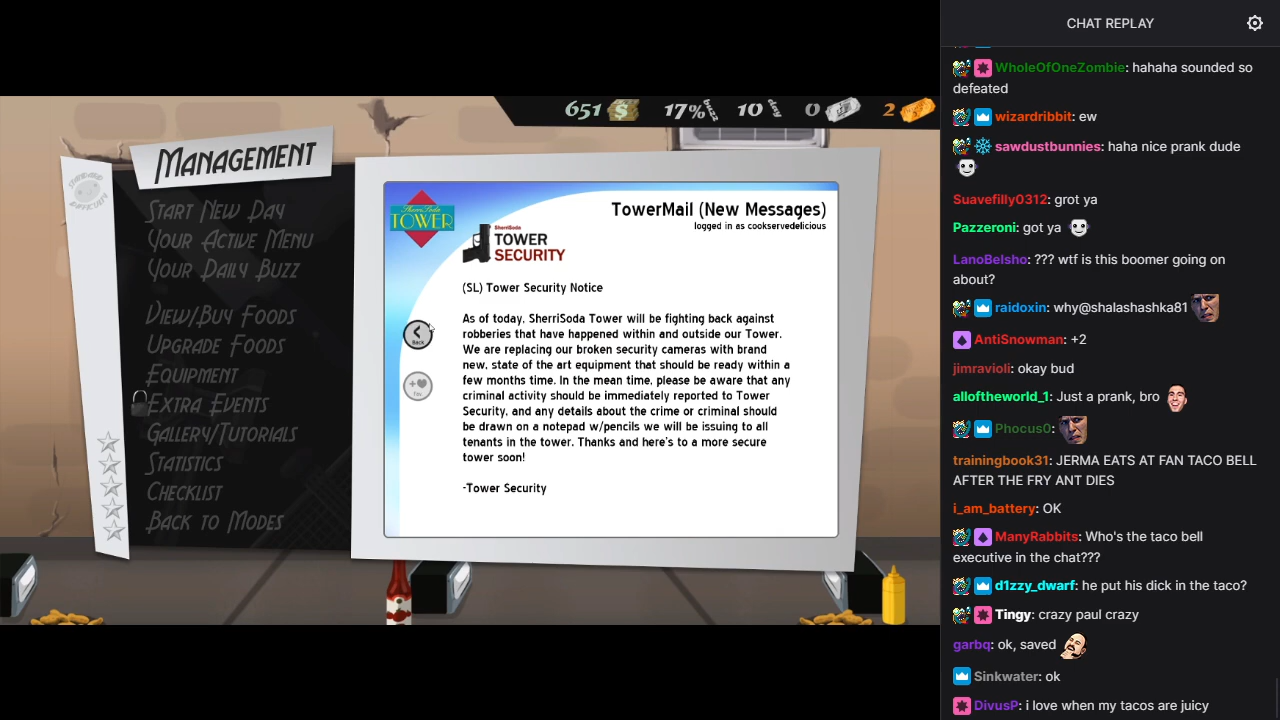 651 $ 17% buzz 10 day 0 2
MANAGEMENT
STANDARD DIFFICULTY
START NEW DAY
YOUR ACTIVE MENU
YOUR DAILY BUZZ
VIEW/BUY FOODS
UPGRADE FOODS
EQUIPMENT
EXTRA EVENTS
GALLERY/TUTORIALS
STATISTICS
CHECKLIST
BACK TO MODES
SherriSoda
TOWER
TowerMail (New Messages)
logged in as cookservedelicious
SherriSoda
TOWER
SECURITY
(SL) Tower Security Notice
As of today, SherriSoda Tower will be fighting back against
robberies that have happened within and outside our Tower.
We are replacing our broken security cameras with brand
new, state of the art equipment that should be ready within a
few months time. In the mean time, please be aware that any
criminal activity should be immediately reported to Tower
Security, and any details about the crime or criminal should
be drawn on a notepad w/pencils we will be issuing to all
tenants in the tower. Thanks and here's to a more secure
tower soon!
-Tower Security
Back
Fav.
CHAT REPLAY
WholeOfOneZombie: hahaha sounded so
defeated
wizardribbit: ew
sawdustbunnies: haha nice prank dude
Suavefilly0312: grot ya
Pazzeroni: got ya
LanoBelsho: ??? wtf is this boomer going on
about?
raidoxin: why@shalashashka81
AntiSnowman: +2
jimravioli: okay bud
alloftheworld_1: Just a prank, bro
Phocus0:
trainingbook31: JERMA EATS AT FAN TACO BELL
AFTER THE FRY ANT DIES
i_am_battery: OK
ManyRabbits: Who's the taco bell
executive in the chat???
d1zzy_dwarf: he put his dick in the taco?
Tingy: crazy paul crazy
garbq: ok, saved
Sinkwater: ok
DivusP: i love when my tacos are juicy